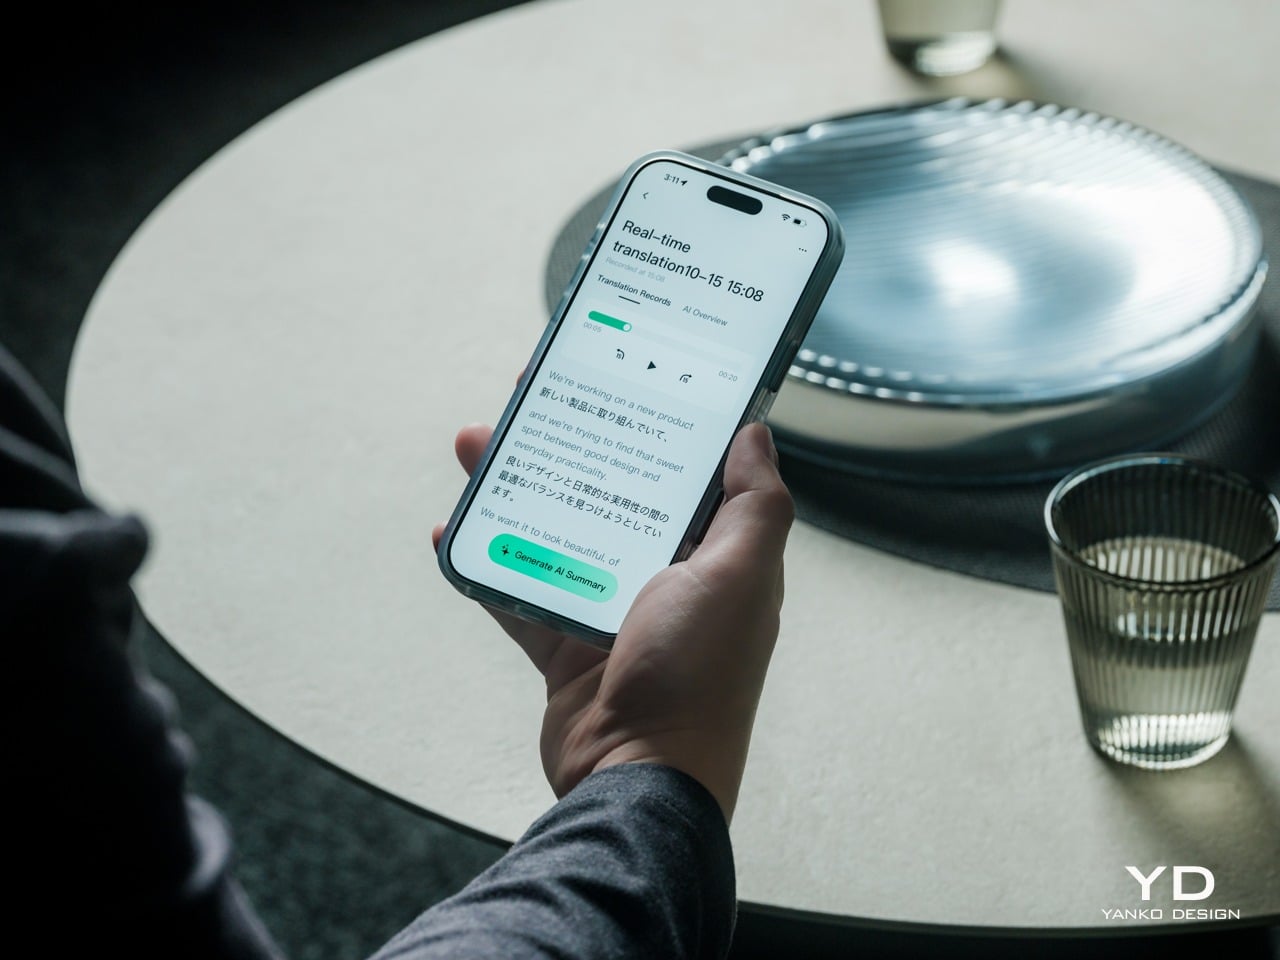 3:11
Real-time
translation10-15 15:08
Recorded at 15:08
Translation Records
AI Overview
00:05
00:20
15
15
We're working on a new product
新しい製品に取り組んでいて、
and we're trying to find that sweet
spot between good design and
everyday practicality.
良いデザインと日常的な実用性の間の
最適なバランスを見つけようとしてい
ます。
We want it to look beautiful, of
Generate AI Summary
YD
YANKO DESIGN